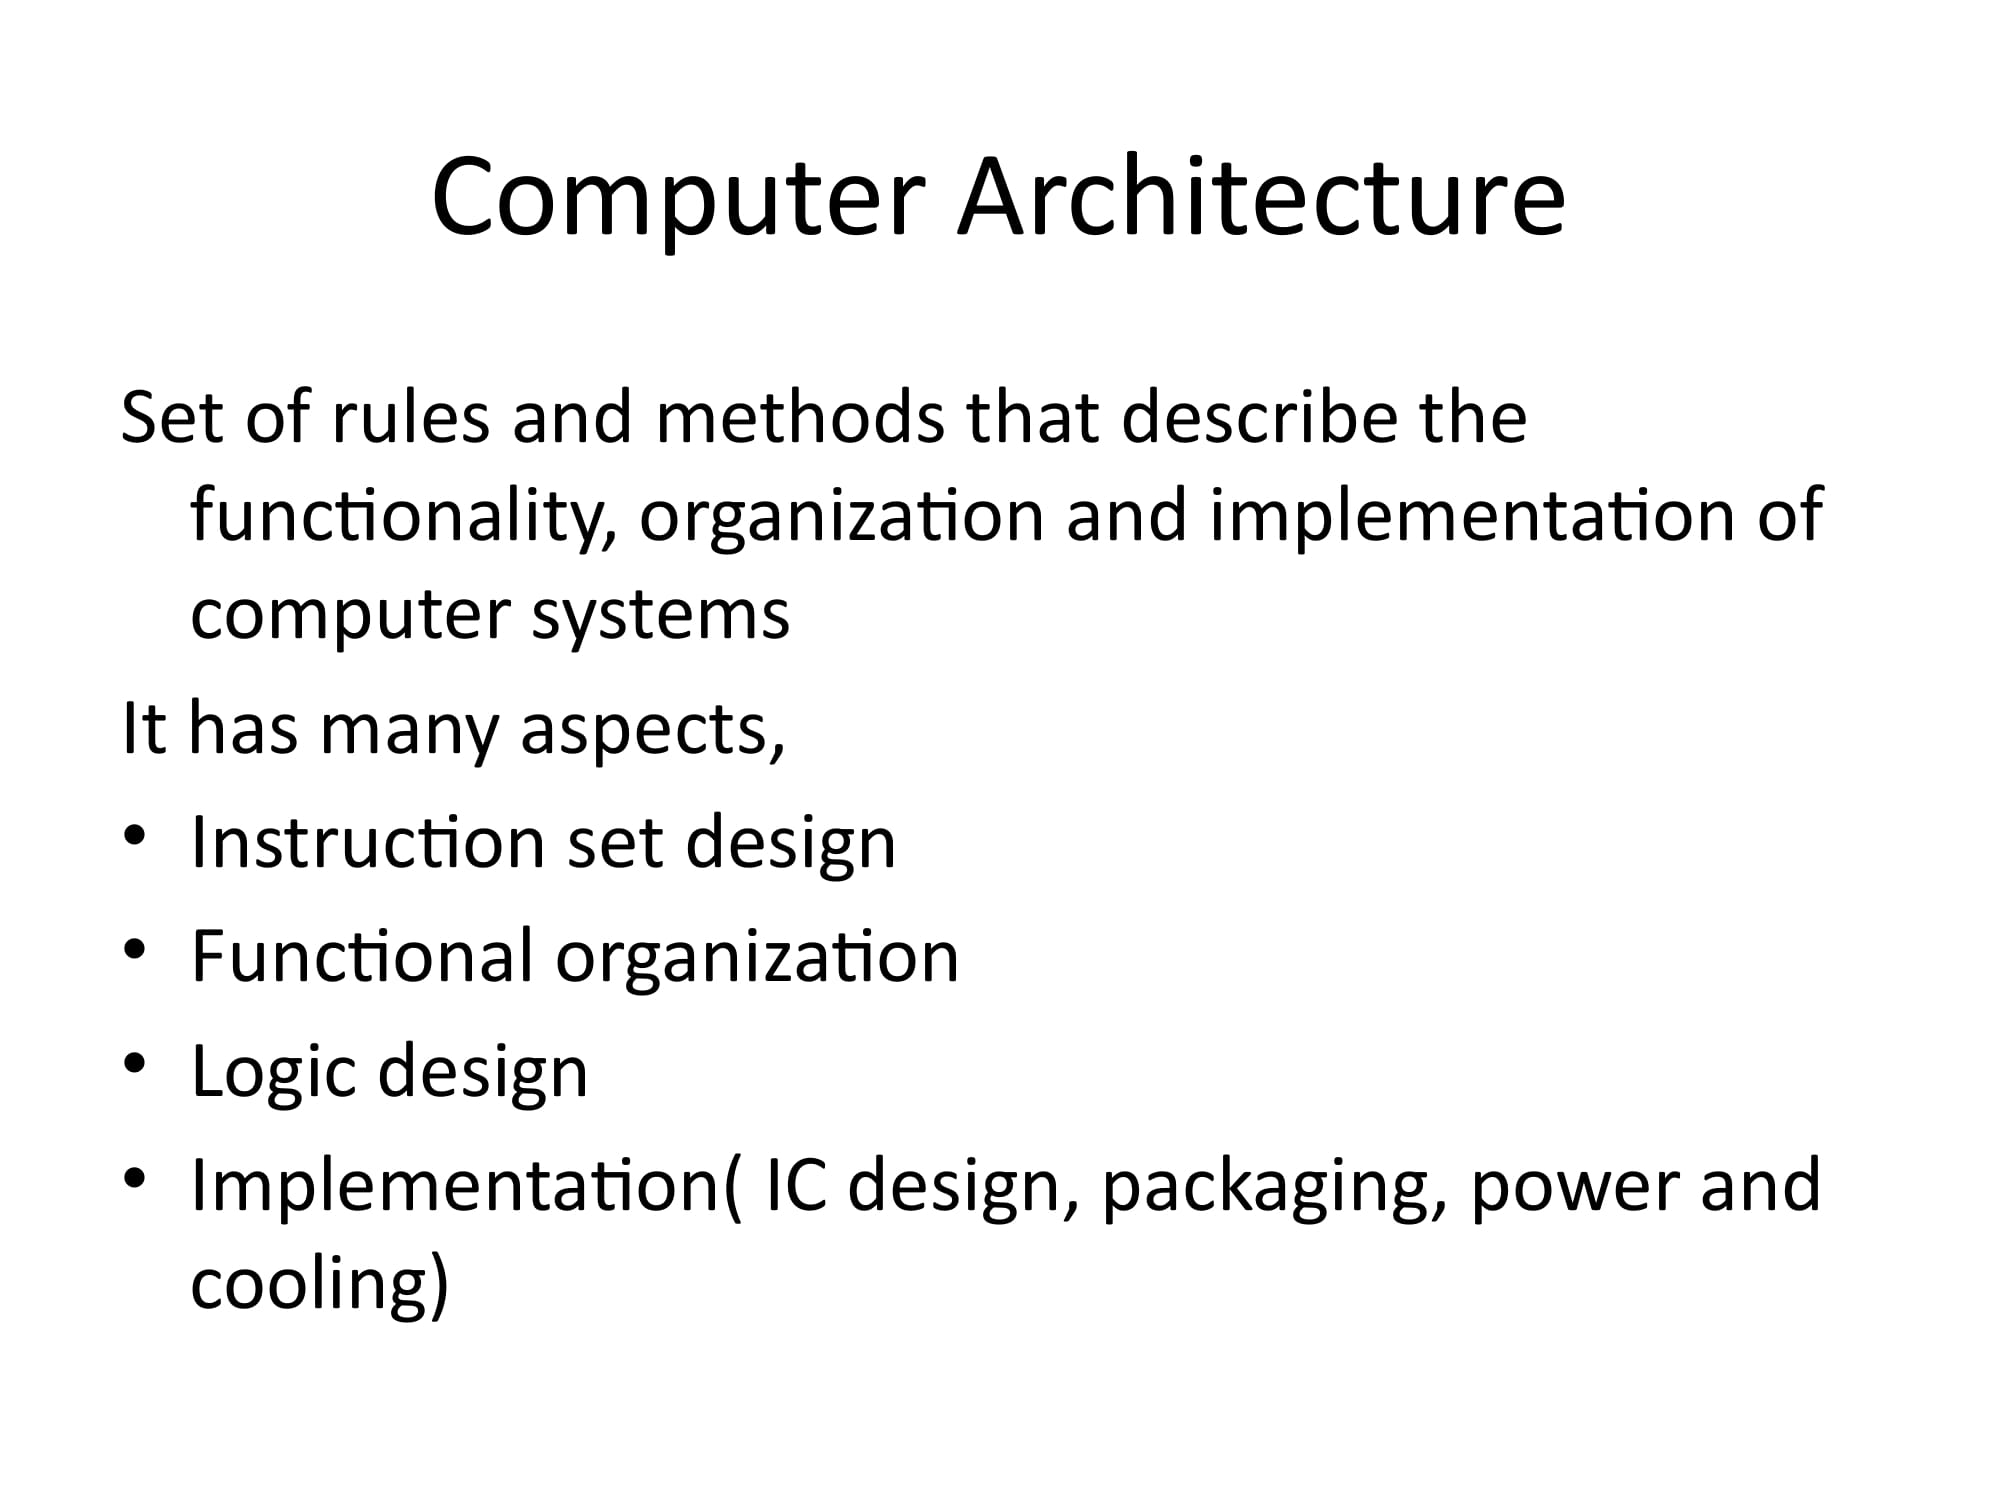 Computer Architecture
Set of rules and methods that describe the
functionality, organization and implementation of
computer systems
It has many aspects,
• Instruction set design
• Functional organization
• Logic design
• Implementation( IC design, packaging, power and
cooling)